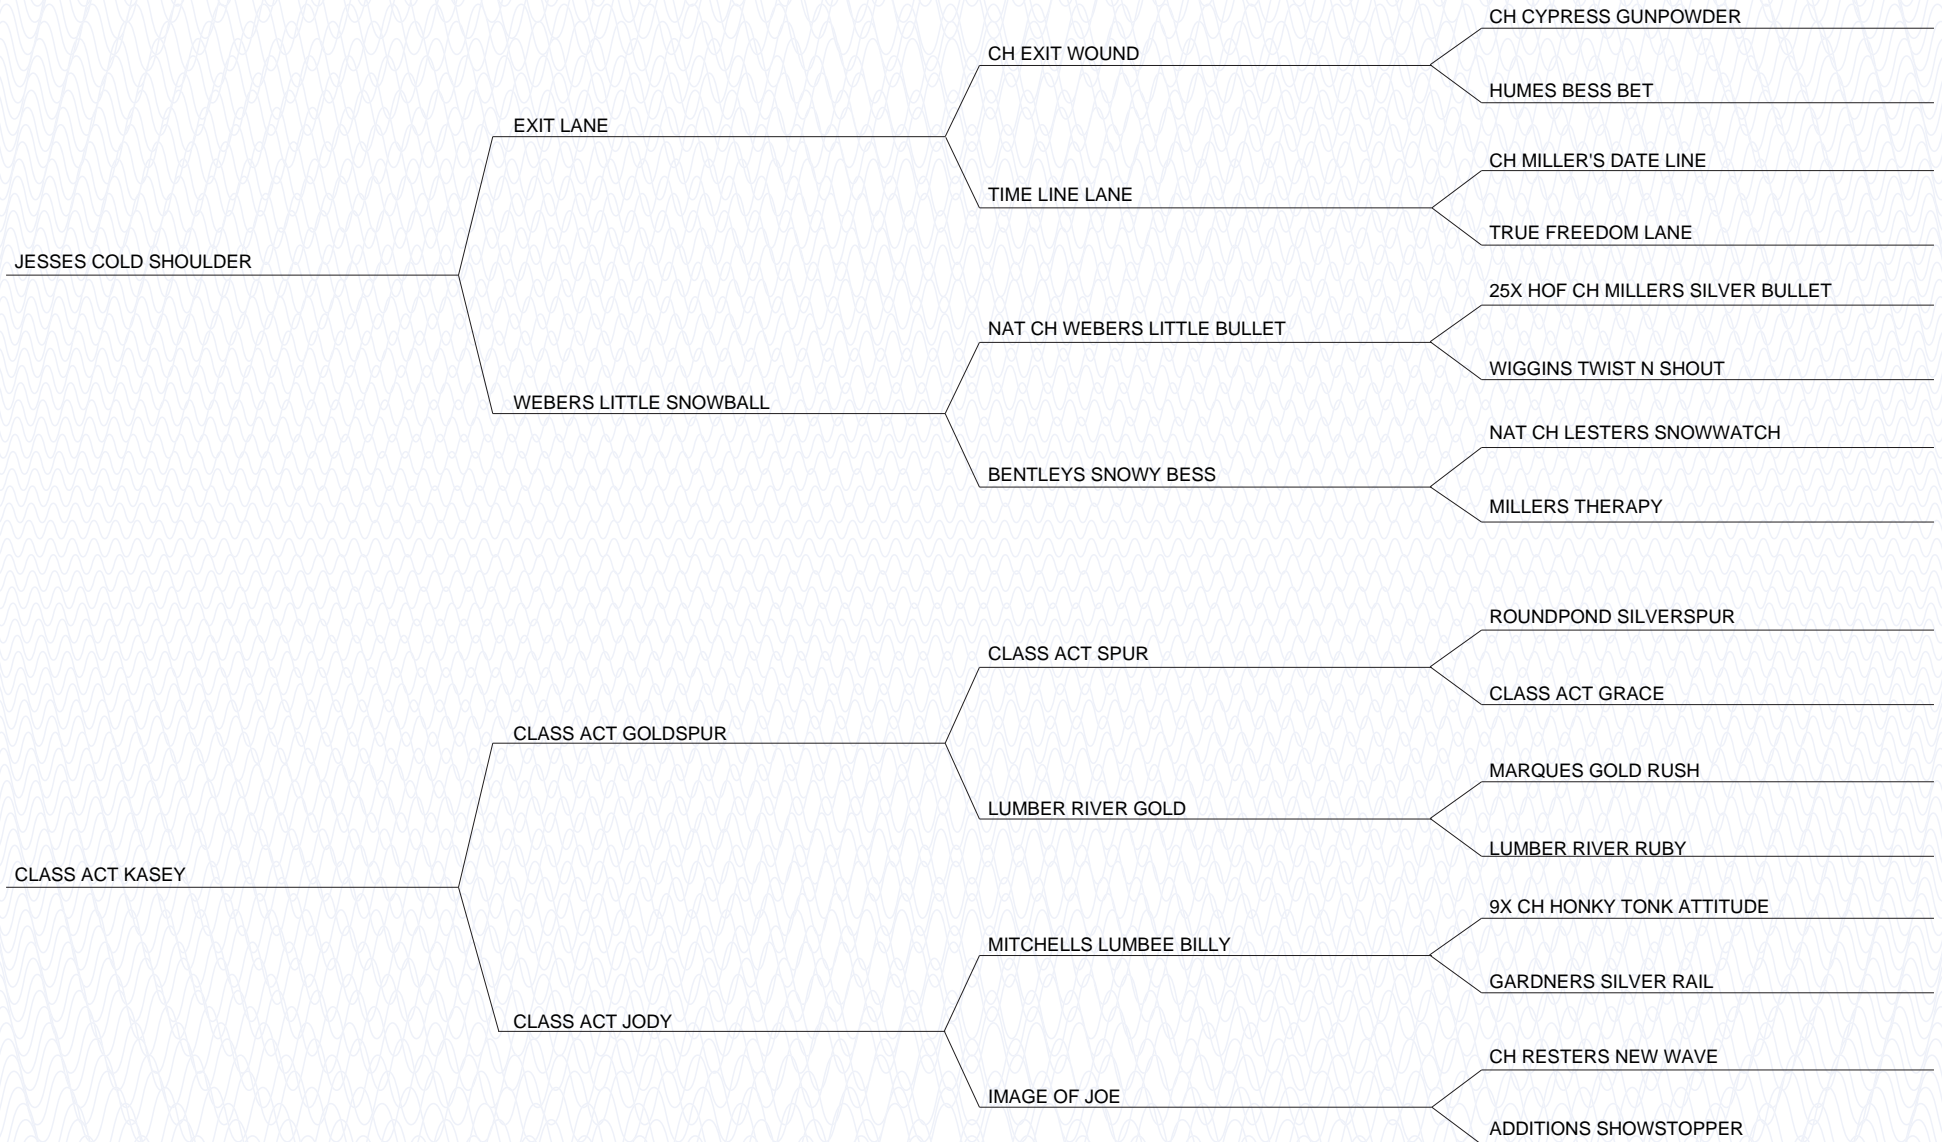 CH CYPRESS GUNPOWDER
CH EXIT WOUND
HUMES BESS BET
EXIT LANE
CH MILLER'S DATE LINE
TIME LINE LANE
TRUE FREEDOM LANE
JESSES COLD SHOULDER
25X HOF CH MILLERS SILVER BULLET
NAT CH WEBERS LITTLE BULLET
WIGGINS TWIST N SHOUT
WEBERS LITTLE SNOWBALL
NAT CH LESTERS SNOWWATCH
BENTLEYS SNOWY BESS
MILLERS THERAPY
ROUNDPOND SILVERSPUR
CLASS ACT SPUR
CLASS ACT GRACE
CLASS ACT GOLDSPUR
MARQUES GOLD RUSH
LUMBER RIVER GOLD
LUMBER RIVER RUBY
CLASS ACT KASEY
9X CH HONKY TONK ATTITUDE
MITCHELLS LUMBEE BILLY
GARDNERS SILVER RAIL
CLASS ACT JODY
CH RESTERS NEW WAVE
IMAGE OF JOE
ADDITIONS SHOWSTOPPER